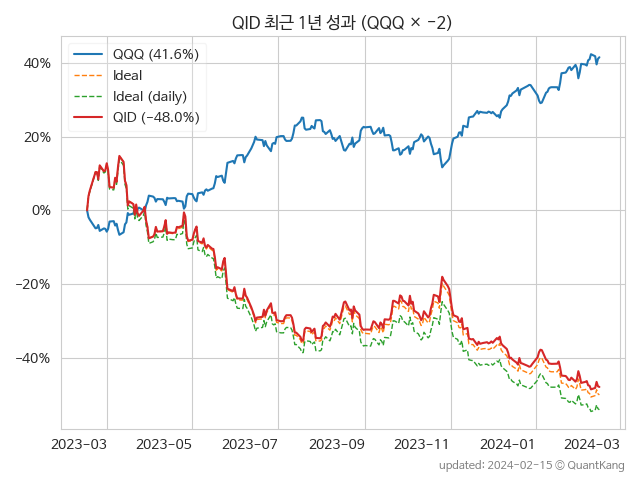 QID 최근 1년 성과 (QQQ × −2)
QQQ (41.6%)
Ideal
Ideal (daily)
QID (−48.0%)
40%
20%
0%
−20%
−40%
2023−03 2023−05 2023−07 2023−09 2023−11 2024−01 2024−03
updated: 2024−02−15 © QuantKang